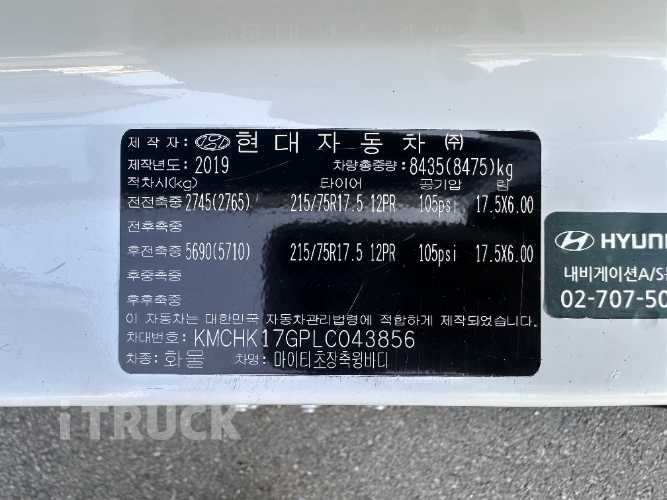 제 작 자 : 현 대 자 동 차 ㈜
제작년도 : 2019 차량총중량 : 8435(8475)kg
적차시(kg) 타이어 공기압 림
전전축중 2745(2765) 215/75R17.5 12PR 105psi 17.5X6.00
전후축중
후전축중 5690(5710) 215/75R17.5 12PR 105psi 17.5X6.00
후중축중
후후축중
이 자동차는 대한민국 자동차관리법령에 적합하게 제작되었습니다.
차대번호 : KMCHK17GPLC043856
차종 : 화물 차명 : 마이티초장축윙바디
HYUND
내비게이션A/S
02-707-50
iTRUCK